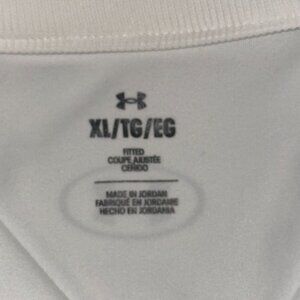 XL/TG/EG
FITTED
COUPE AJUSTÉE
CEÑIDO
MADE IN JORDAN
FABRIQUÉ EN JORDANIE
HECHO EN JORDANIA